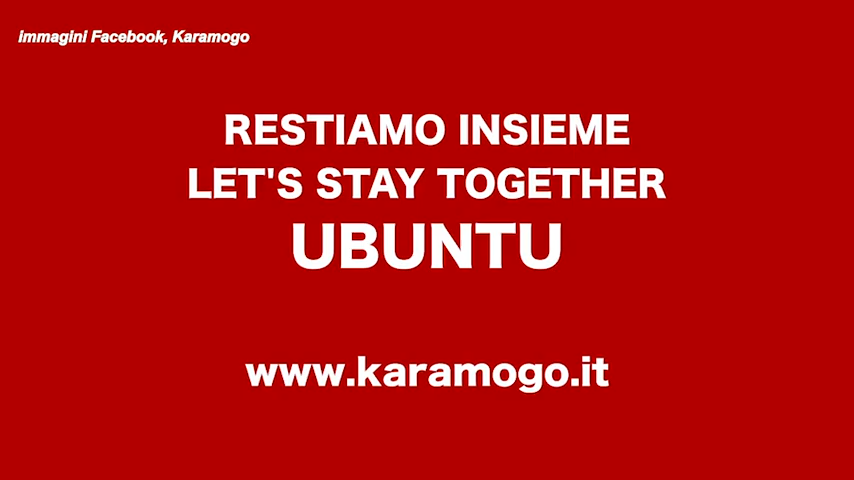 Immagini Facebook, Karamogo
RESTIAMO INSIEME
LET'S STAY TOGETHER
UBUNTU
www.karamogo.it